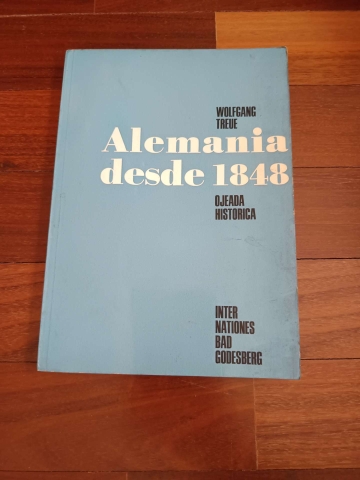 WOLFGANG
TREUE
Alemania
desde 1848
OJEADA
HISTORICA
INTER
NATIONES
BAD
GODESBERG